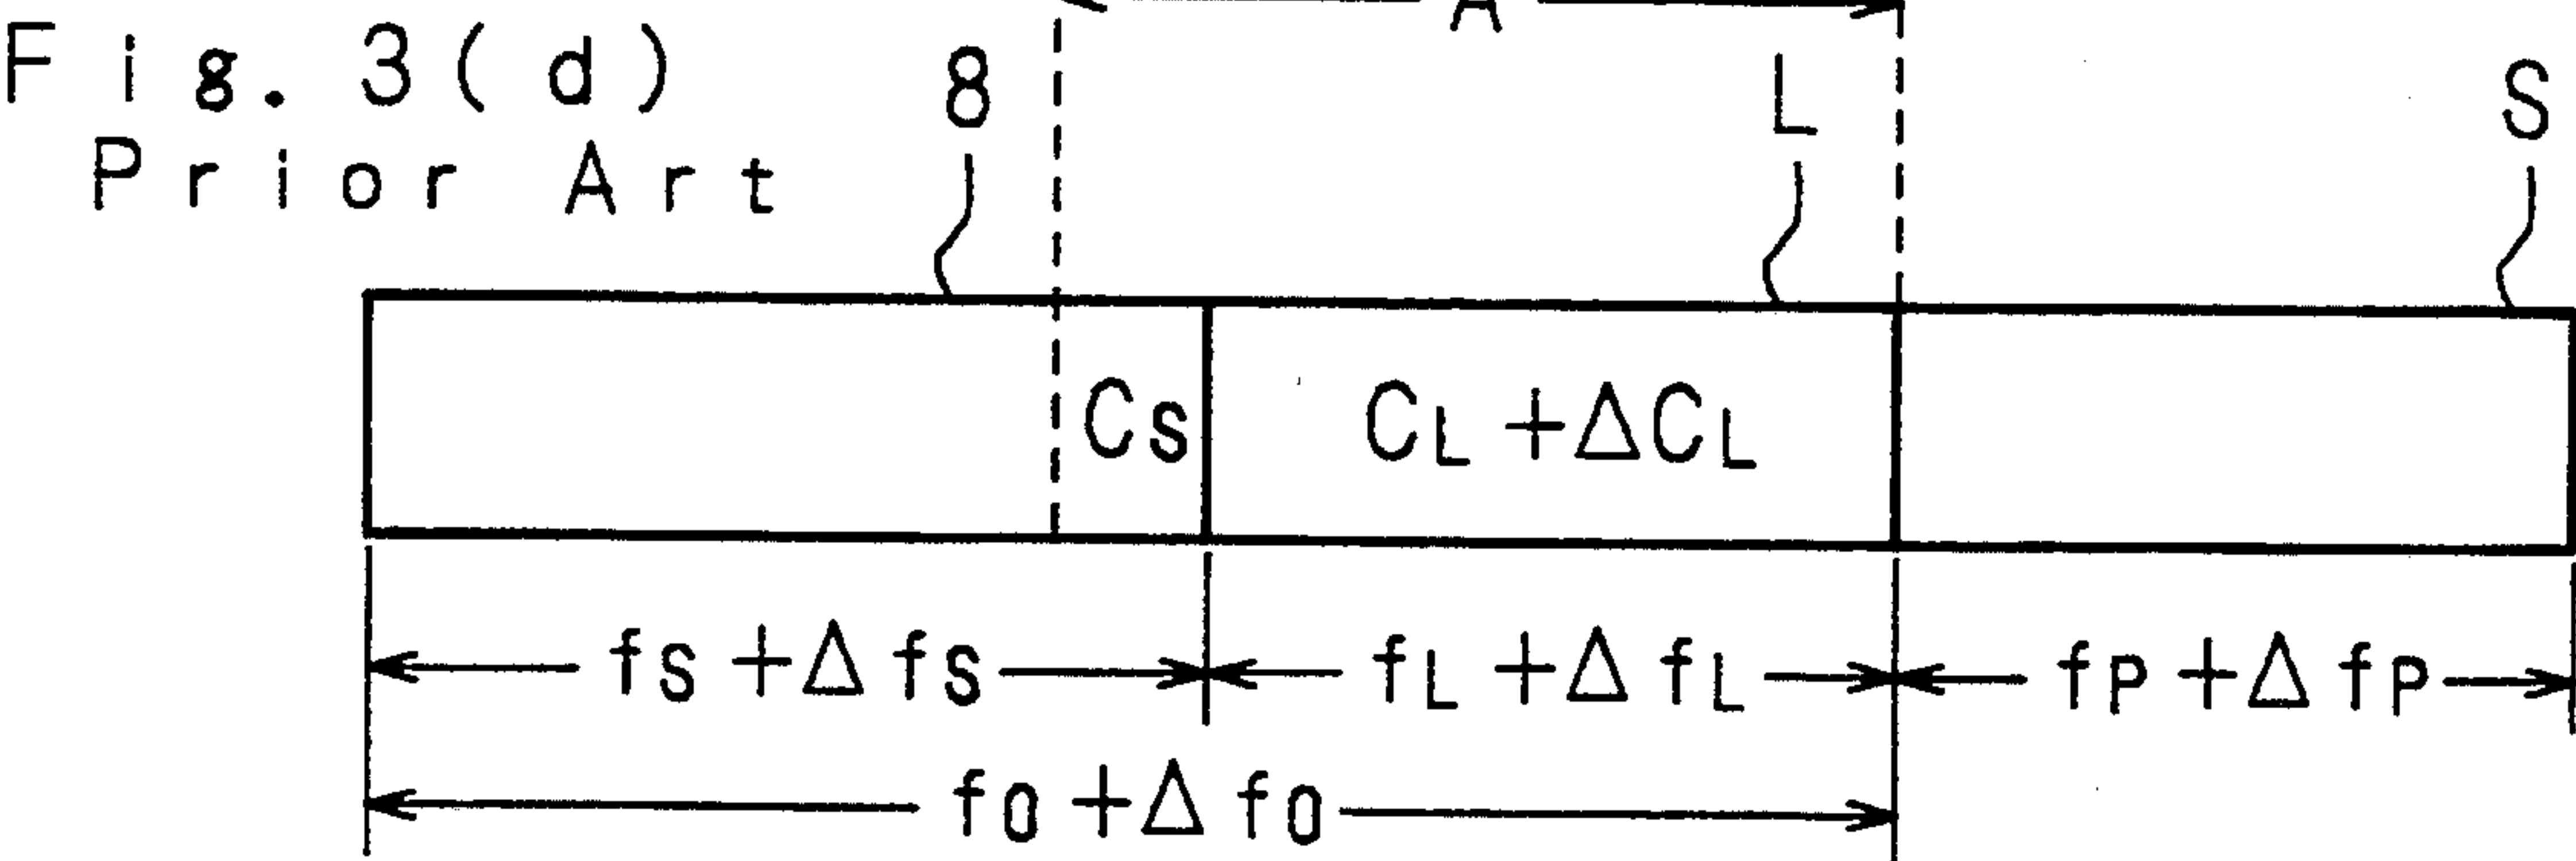 A
Fig. 3(d)
8
L
S
Prior Art
Cs
CL+ΔCL
fS+ΔfS
fL+ΔfL
fP+ΔfP
f0+Δf0